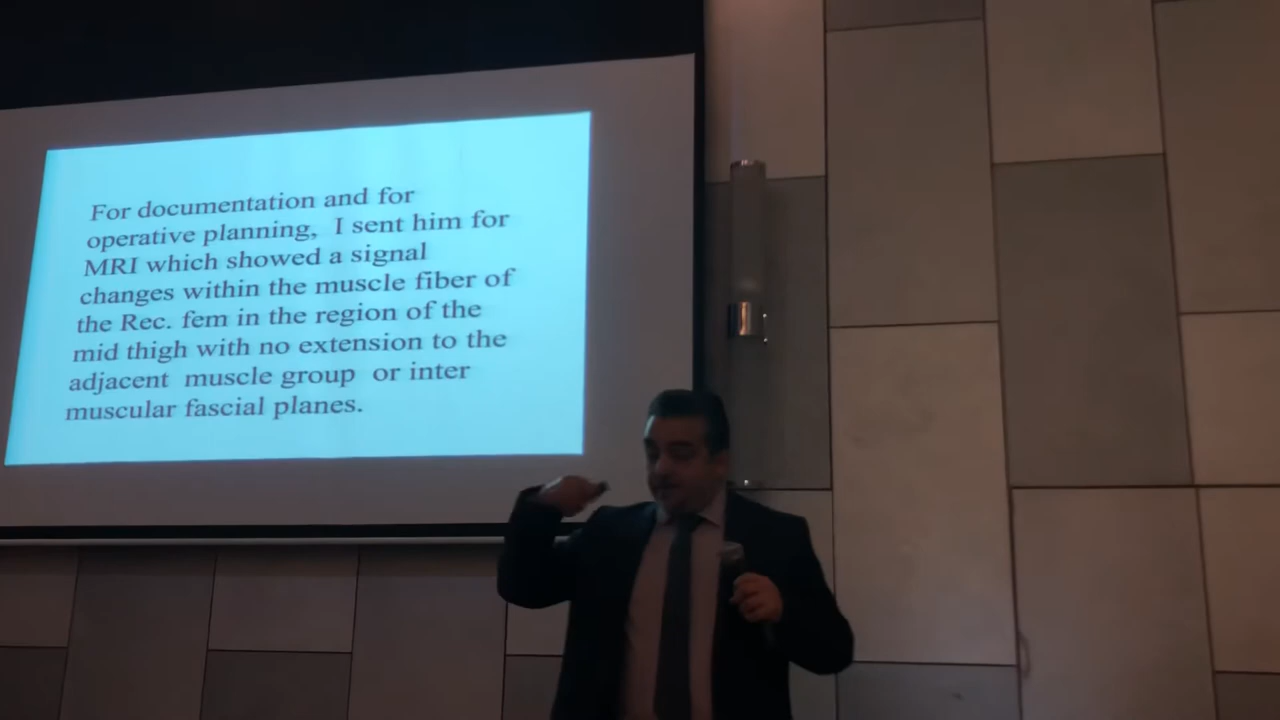 For documentation and for
operative planning, I sent him for
MRI which showed a signal
changes within the muscle fiber of
the Rec. fem in the region of the
mid thigh with no extension to the
adjacent muscle group or inter
muscular fascial planes.